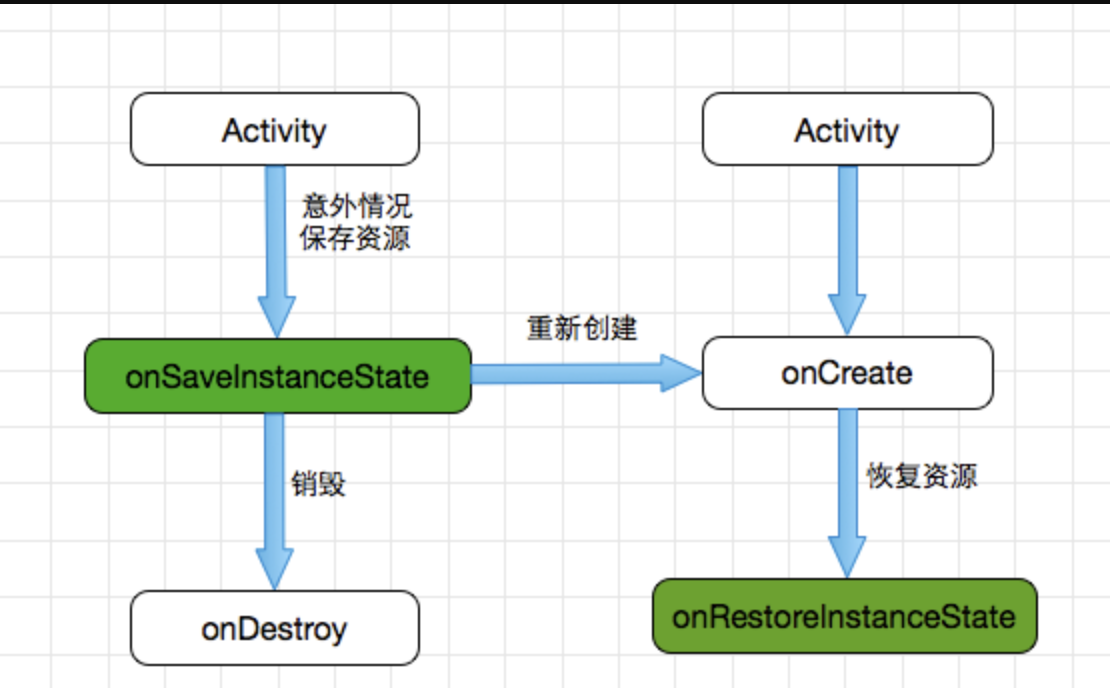 Activity
Activity
意外情况
保存资源
重新创建
onSaveInstanceState
onCreate
销毁
恢复资源
onDestroy
onRestoreInstanceState